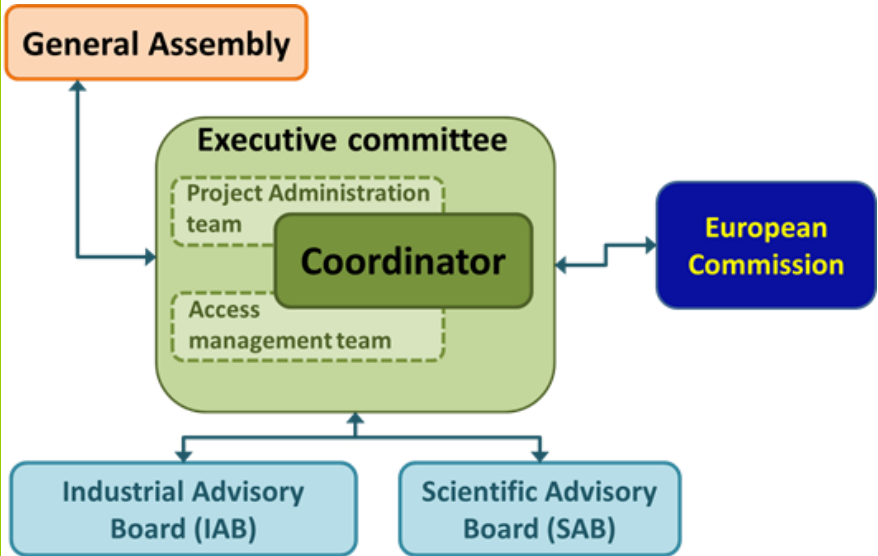 General Assembly
Executive committee
Project Administration
team
Coordinator
Access
management team
European
Commission
Industrial Advisory
Board (IAB)
Scientific Advisory
Board (SAB)